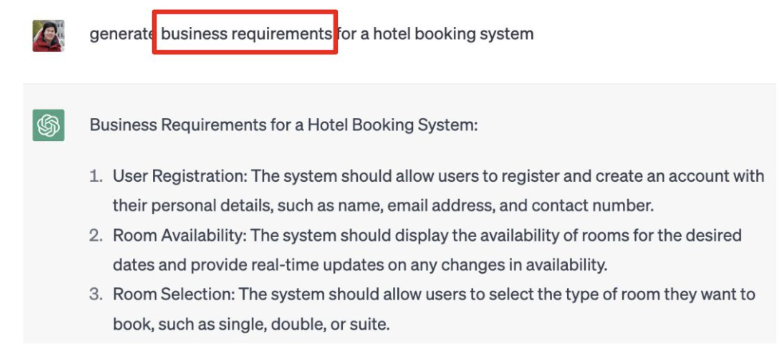 generate business requirements for a hotel booking system
Business Requirements for a Hotel Booking System:
1. User Registration: The system should allow users to register and create an account with
their personal details, such as name, email address, and contact number.
2. Room Availability: The system should display the availability of rooms for the desired
dates and provide real-time updates on any changes in availability.
3. Room Selection: The system should allow users to select the type of room they want to
book, such as single, double, or suite.